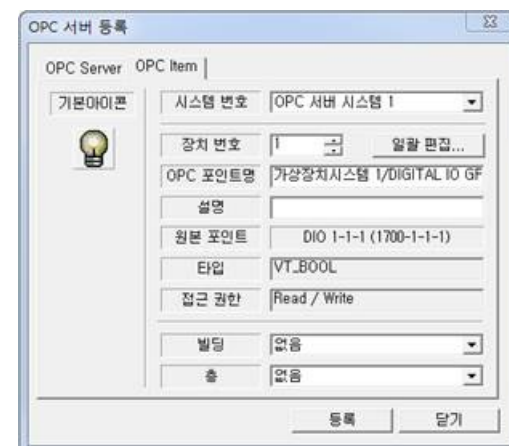 OPC 서버 등록
OPC Server OPC Item
기본아이콘
시스템 번호 OPC 서버 시스템 1
장치 번호 1 일괄 편집...
OPC 포인트명 가상장치시스템 1/DIGITAL IO GF
설명
원본 포인트 DIO 1-1-1 (1700-1-1-1)
타입 VT_BOOL
접근 권한 Read / Write
빌딩 없음
층 없음
등록 닫기